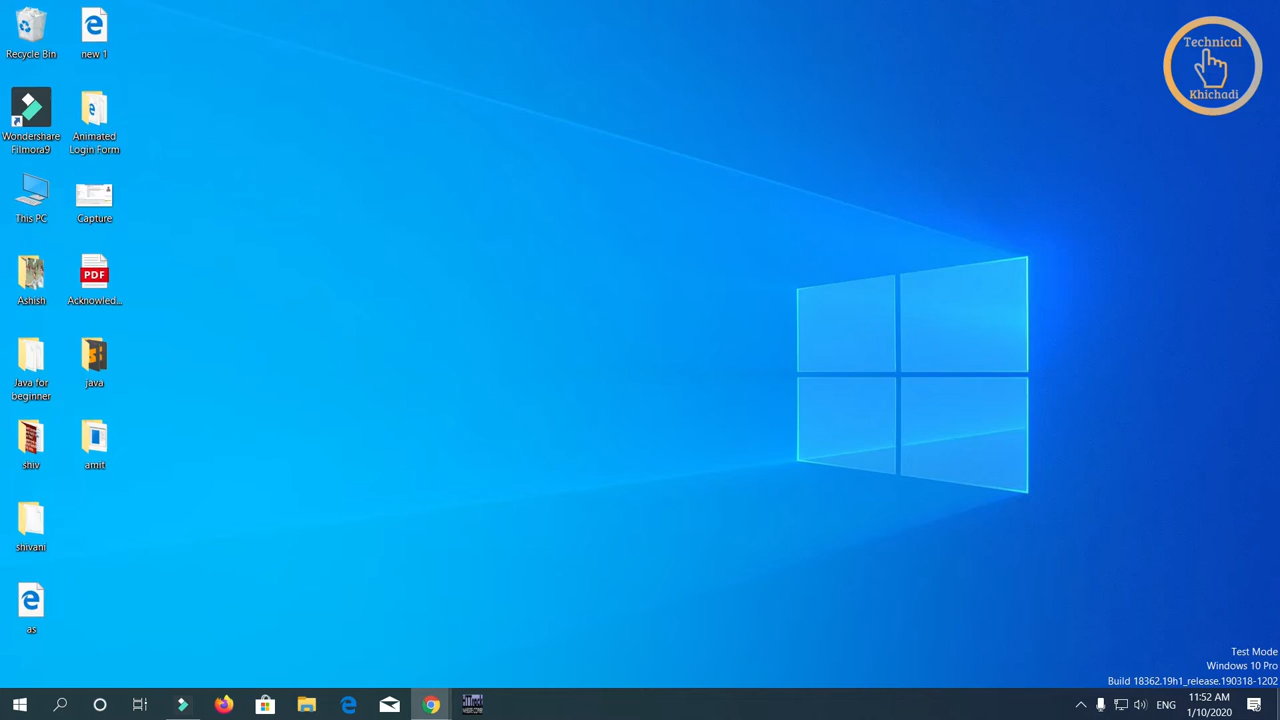 Recycle Bin
new 1
Technical
Khichadi
Wondershare
Filmora9
Animated
Login Form
This PC
Capture
PDF
Ashish
Acknowled...
Java for
beginner
java
shiv
amit
shivani
as
Test Mode
Windows 10 Pro
Build 18362.19h1_release.190318-1202
ENG
11:52 AM
1/10/2020